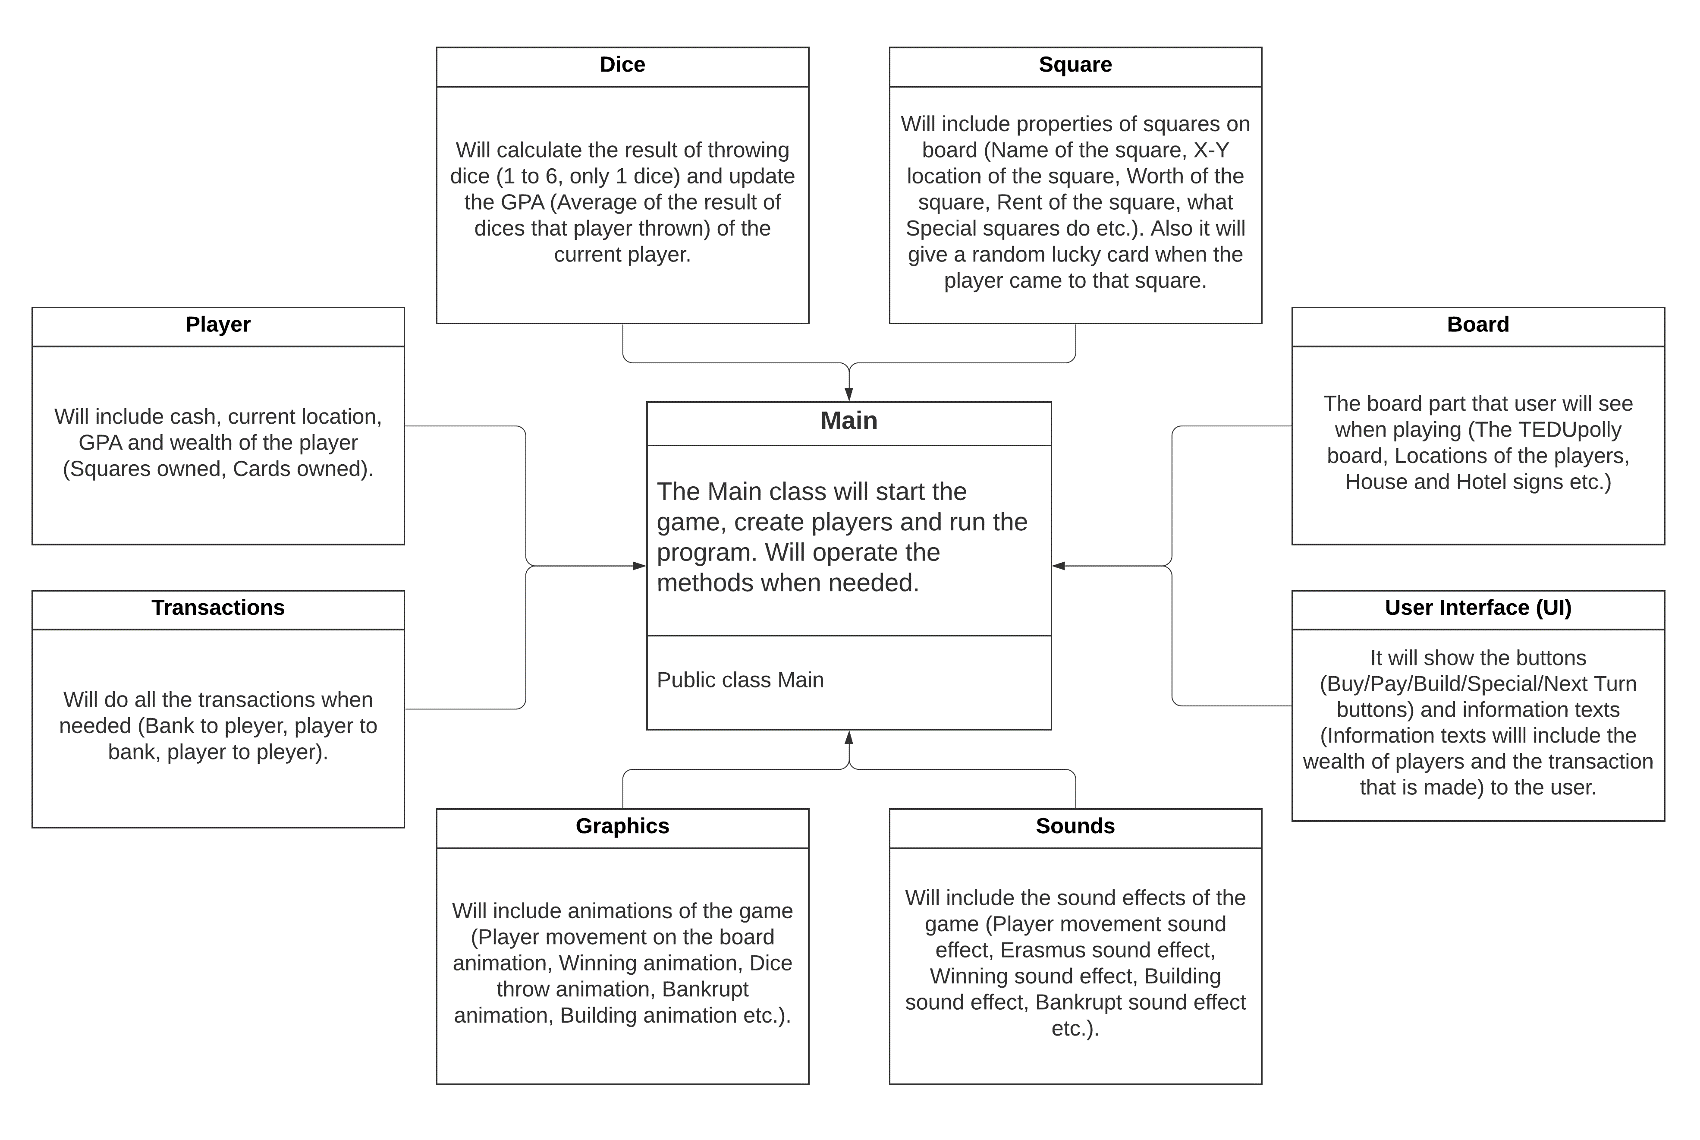 Dice
Will calculate the result of throwing
dice (1 to 6, only 1 dice) and update
the GPA (Average of the result of
dices that player thrown) of the
current player.
Square
Will include properties of squares on
board (Name of the square, X-Y
location of the square, Worth of the
square, Rent of the square, what
Special squares do etc.). Also it will
give a random lucky card when the
player came to that square.
Player
Will include cash, current location,
GPA and wealth of the player
(Squares owned, Cards owned).
Main
The Main class will start the
game, create players and run the
program. Will operate the
methods when needed.
Public class Main
Board
The board part that user will see
when playing (The TEDUpolly
board, Locations of the players,
House and Hotel signs etc.)
Transactions
Will do all the transactions when
needed (Bank to pleyer, player to
bank, player to pleyer).
User Interface (UI)
It will show the buttons
(Buy/Pay/Build/Special/Next Turn
buttons) and information texts
(Information texts willl include the
wealth of players and the transaction
that is made) to the user.
Graphics
Will include animations of the game
(Player movement on the board
animation, Winning animation, Dice
throw animation, Bankrupt
animation, Building animation etc.).
Sounds
Will include the sound effects of the
game (Player movement sound
effect, Erasmus sound effect,
Winning sound effect, Building
sound effect, Bankrupt sound effect
etc.).